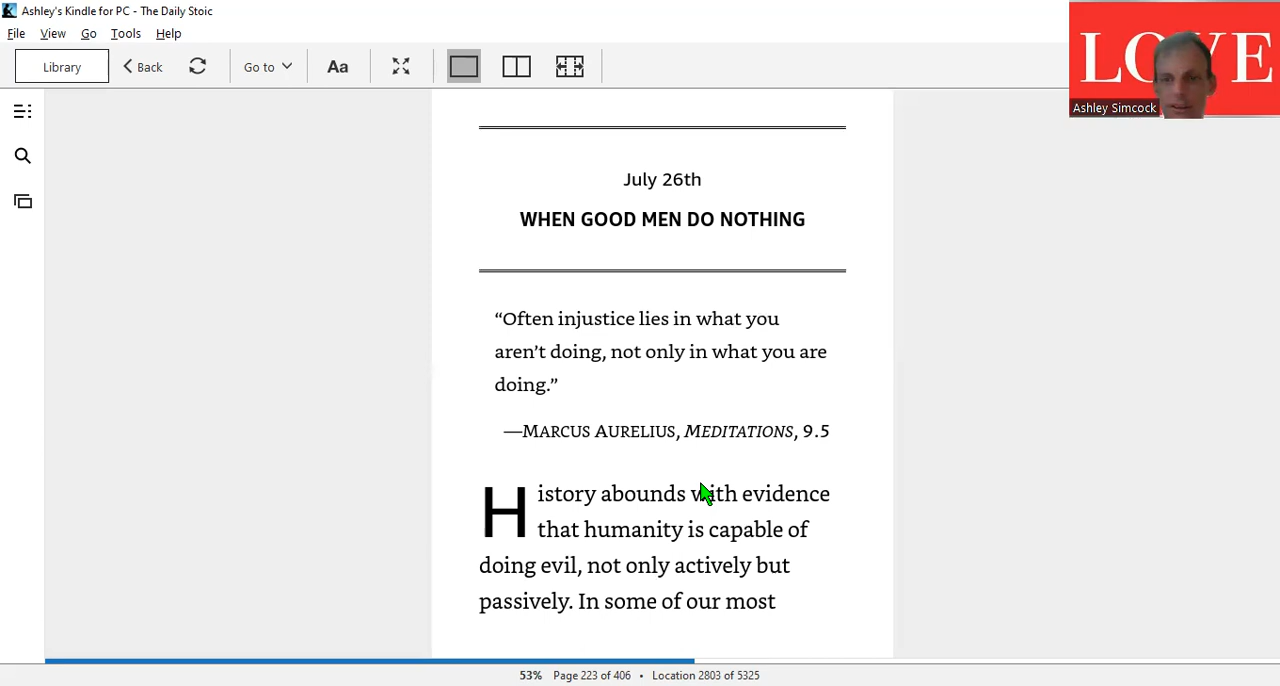 Ashley's Kindle for PC - The Daily Stoic
File View Go Tools Help
Library Back Go to Aa
LOVE
Ashley Simcock
July 26th
WHEN GOOD MEN DO NOTHING
“Often injustice lies in what you
aren’t doing, not only in what you are
doing.”
—MARCUS AURELIUS, MEDITATIONS, 9.5
History abounds with evidence
that humanity is capable of
doing evil, not only actively but
passively. In some of our most
53% Page 223 of 406 • Location 2803 of 5325